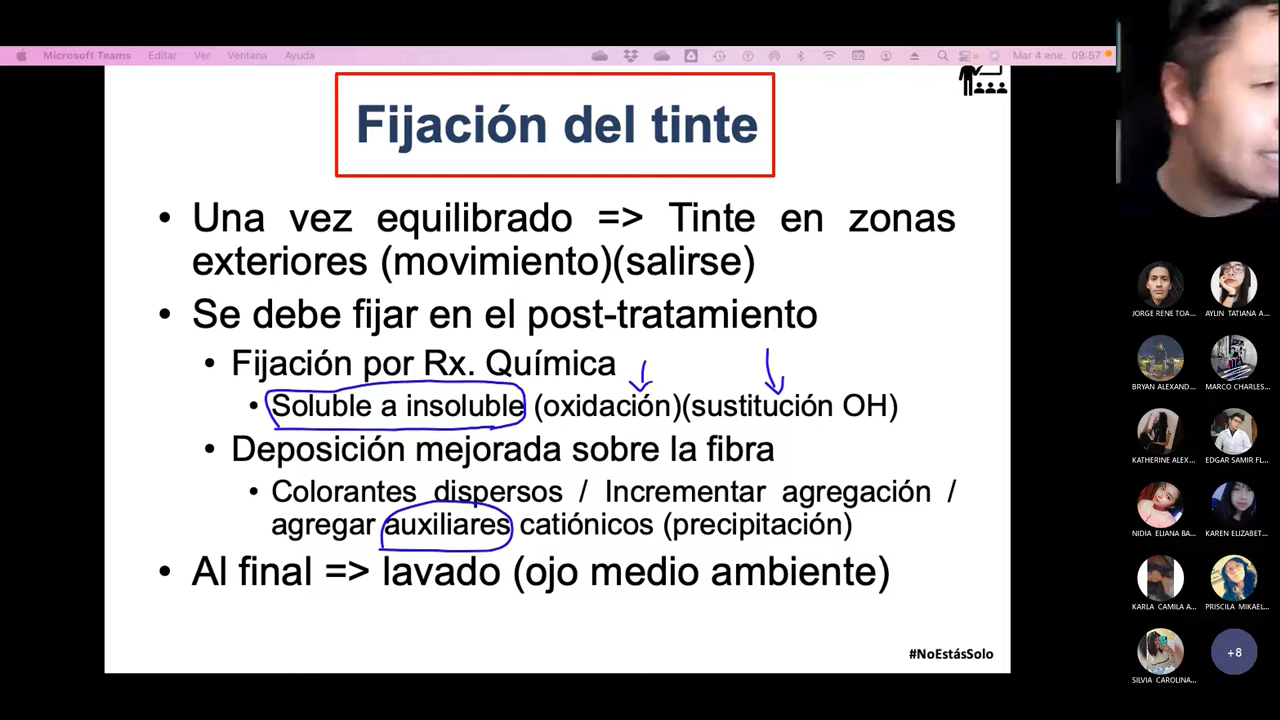 Microsoft Teams Editar Ver Ventana Ayuda Mar 4 ene. 09:57
Fijación del tinte
• Una vez equilibrado => Tinte en zonas
exteriores (movimiento)(salirse)
• Se debe fijar en el post-tratamiento
• Fijación por Rx. Química
• Soluble a insoluble (oxidación)(sustitución OH)
• Deposición mejorada sobre la fibra
• Colorantes dispersos / Incrementar agregación /
agregar auxiliares catiónicos (precipitación)
• Al final => lavado (ojo medio ambiente)
#NoEstásSolo
JORGE RENE TOA... AYLIN TATIANA A...
BRYAN ALEXAND... MARCO CHARLES...
KATHERINE ALEX... EDGAR SAMIR FL...
NIDIA ELIANA BA... KAREN ELIZABET...
KARLA CAMILA A... PRISCILA MIKAEL...
SILVIA CAROLINA... +8